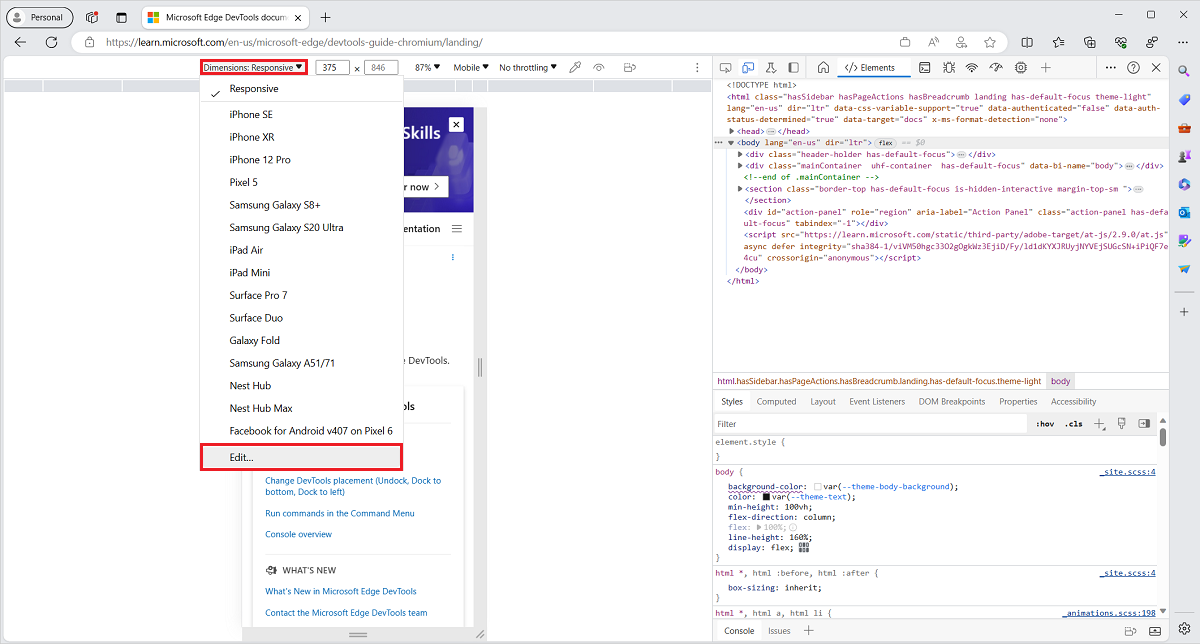 Personal
Microsoft Edge DevTools docum
https://learn.microsoft.com/en-us/microsoft-edge/devtools-guide-chromium/landing/
Dimensions: Responsive
375 × 846
87%
Mobile
No throttling
Elements
Responsive
iPhone SE
iPhone XR
iPhone 12 Pro
Pixel 5
Samsung Galaxy S8+
Samsung Galaxy S20 Ultra
iPad Air
iPad Mini
Surface Pro 7
Surface Duo
Galaxy Fold
Samsung Galaxy A51/71
Nest Hub
Nest Hub Max
Facebook for Android v407 on Pixel 6
Edit...
Skills
r now
entation
DevTools.
ols
Change DevTools placement (Undock, Dock to
bottom, Dock to left)
Run commands in the Command Menu
Console overview
WHAT'S NEW
What's New in Microsoft Edge DevTools
Contact the Microsoft Edge DevTools team
<!DOCTYPE html>
<html class="hasSidebar hasPageActions hasBreadcrumb landing has-default-focus theme-light"
lang="en-us" dir="ltr" data-css-variable-support="true" data-authenticated="false" data-auth-
status-determined="true" data-target="docs" x-ms-format-detection="none">
<head> </head>
<body lang="en-us" dir="ltr"> flex == $0
<div class="header-holder has-default-focus"> </div>
<div class="mainContainer uhf-container has-default-focus" data-bi-name="body"> </div>
<!--end of .mainContainer -->
<section class="border-top has-default-focus is-hidden-interactive margin-top-sm ">
</section>
<div id="action-panel" role="region" aria-label="Action Panel" class="action-panel has-defa
ult-focus" tabindex="-1"></div>
<script src="https://learn.microsoft.com/static/third-party/adobe-target/at-js/2.9.0/at.js"
async defer integrity="sha384-1/viVM50hgc33O2gOgkWz3EjiD/Fy/ld1dKYXJRUyjNYVEjSUGcSN+iPiQF7e
4cu" crossorigin="anonymous"></script>
</body>
</html>
html.hasSidebar.hasPageActions.hasBreadcrumb.landing.has-default-focus.theme-light body
Styles Computed Layout Event Listeners DOM Breakpoints Properties Accessibility
Filter :hov .cls
element.style {
}
body { _site.scss:4
background-color: var(--theme-body-background);
color: var(--theme-text);
min-height: 100vh;
flex-direction: column;
flex: 100%;
line-height: 160%;
display: flex;
}
html *, html :before, html :after { _site.scss:4
box-sizing: inherit;
}
html *, html a, html li { _animations.scss:198
Console Issues